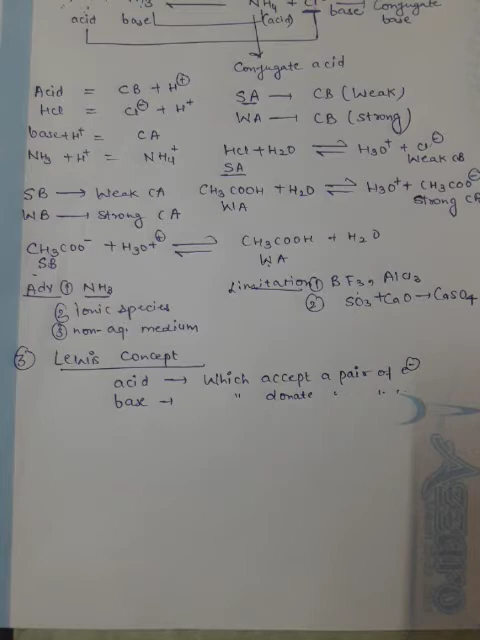 NH4 + Cl
acid base (acid) base Conjugate
base
Conjugate acid
Acid = CB + H⊕
Hcl = Cl⊖ + H+
base+H+ = CA
NH3 + H+ = NH4+
SA → CB (Weak)
WA → CB (Strong)
Hcl + H2O ⇌ H3O+ + Cl⊖
SA Weak CB
SB → Weak CA
WB → Strong CA
CH3COOH + H2O ⇌ H3O+ + CH3COO⊖
WA Strong
CH3COO- + H3O⊕ ⇌ CH3COOH + H2O
SB WA
Adv ① NH3
② Ionic species
③ non-aq. medium
Limitation ① BF3, AlCl3
② SO3 + CaO → CaSO4
③ Lewis Concept
acid → Which accept a pair of e⊖
base → " donate " " "